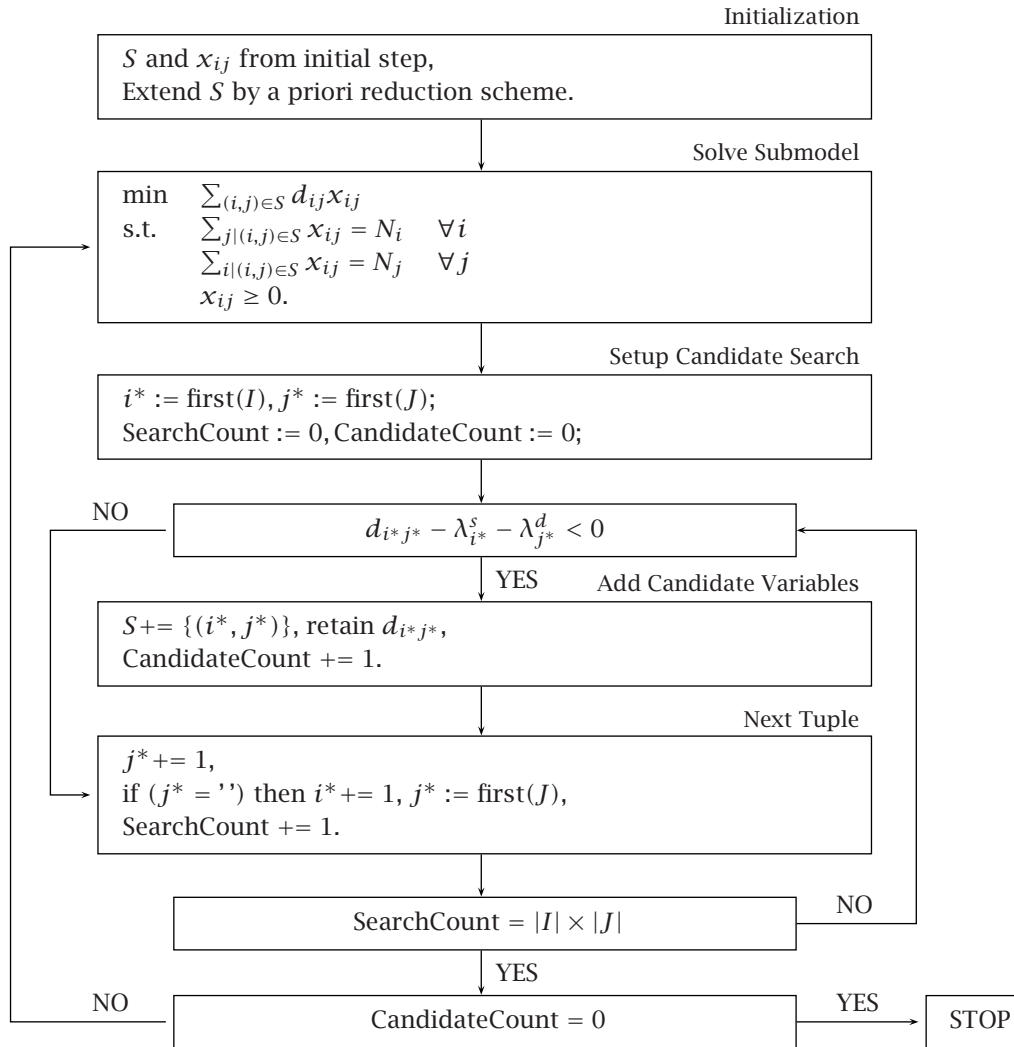 Initialization
S and x_{ij} from initial step,
Extend S by a priori reduction scheme.
Solve Submodel
min ∑_{(i,j)∈S} d_{ij}x_{ij}
s.t. ∑_{j|(i,j)∈S} x_{ij} = N_i ∀i
∑_{i|(i,j)∈S} x_{ij} = N_j ∀j
x_{ij} ≥ 0.
Setup Candidate Search
i* := first(I), j* := first(J);
SearchCount := 0, CandidateCount := 0;
NO
d_{i*j*} − λ^s_{i*} − λ^d_{j*} < 0
YES
Add Candidate Variables
S += {(i*, j*)}, retain d_{i*j*},
CandidateCount += 1.
Next Tuple
j* += 1,
if (j* = '') then i* += 1, j* := first(J),
SearchCount += 1.
SearchCount = |I| × |J|
NO
YES
NO
CandidateCount = 0
YES
STOP